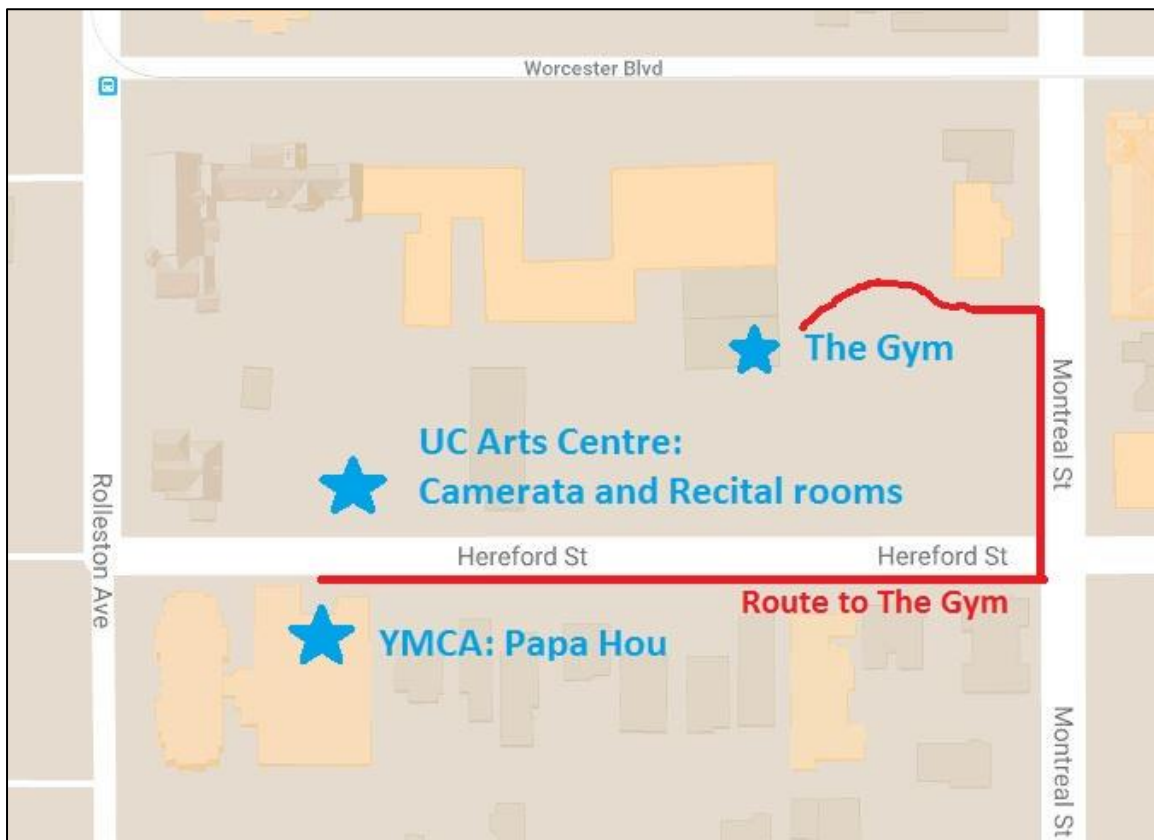 Worcester Blvd
The Gym
Montreal St
UC Arts Centre:
Camerata and Recital rooms
Rolleston Ave
Hereford St
Hereford St
Route to The Gym
YMCA: Papa Hou
Montreal St